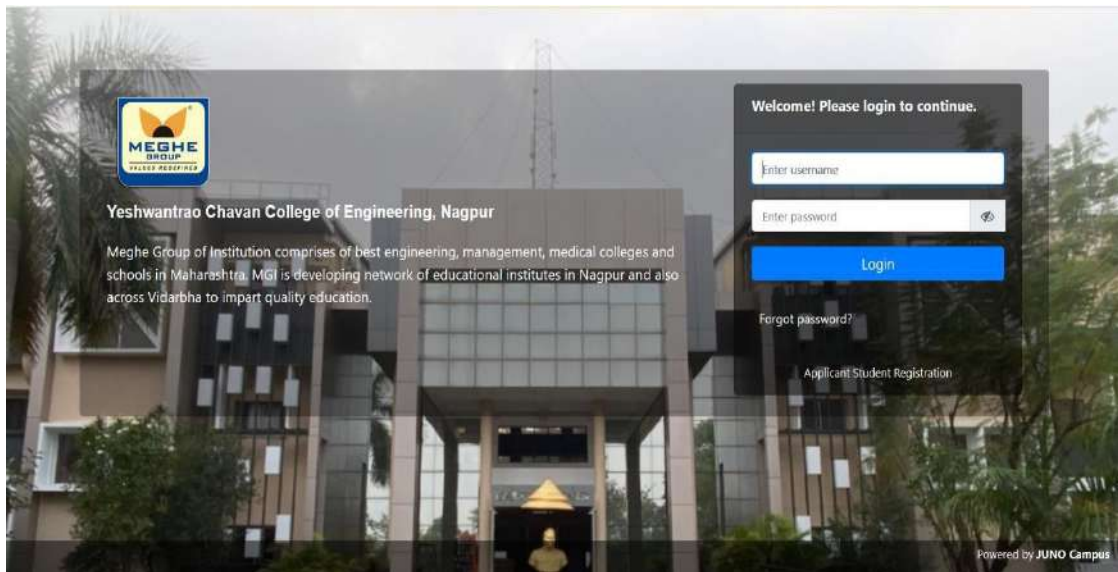 MEGHE
GROUP
VALUES REDEFINED
Yeshwantrao Chavan College of Engineering, Nagpur
Meghe Group of Institution comprises of best engineering, management, medical colleges and
schools in Maharashtra. MGI is developing network of educational institutes in Nagpur and also
across Vidarbha to impart quality education.
Welcome! Please login to continue.
Enter username
Enter password
Login
Forgot password?
Applicant Student Registration
Powered by JUNO Campus